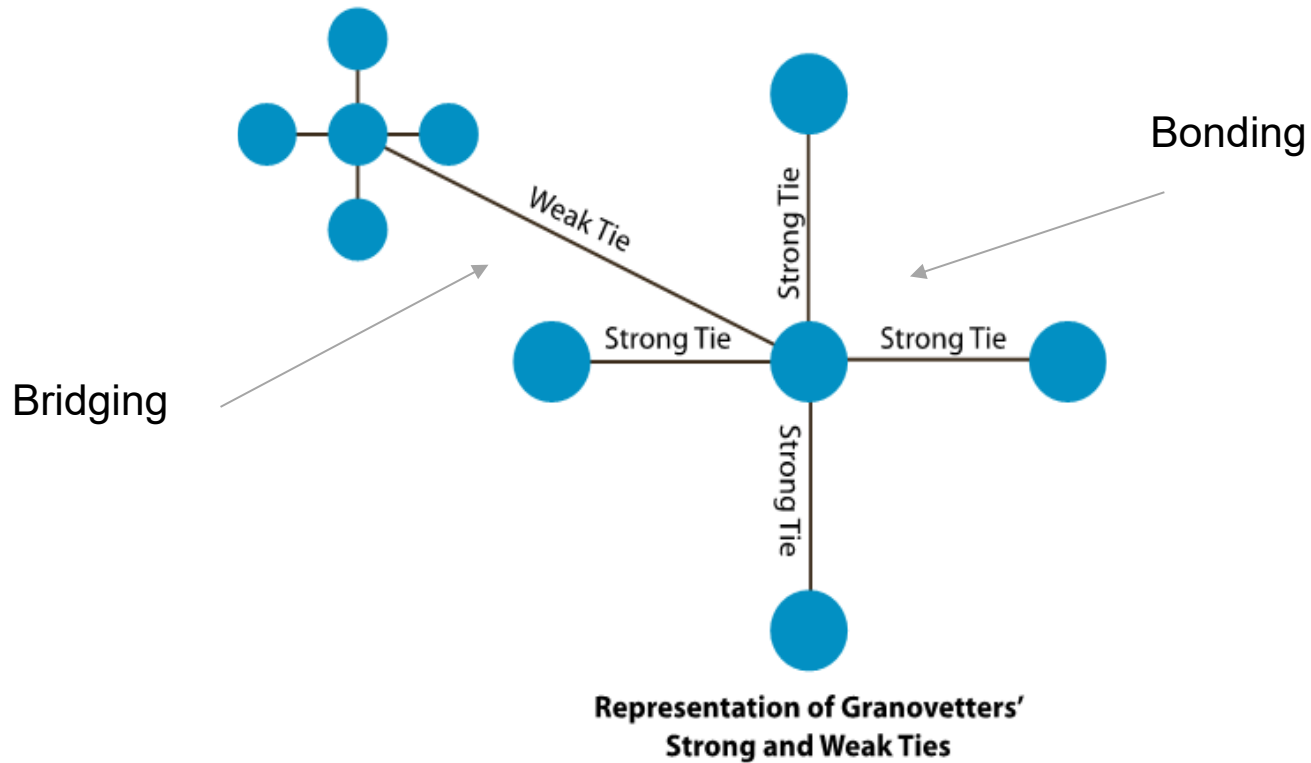 Bonding
Strong Tie
Weak Tie
Strong Tie
Strong Tie
Bridging
Strong Tie
Representation of Granovetters’
Strong and Weak Ties